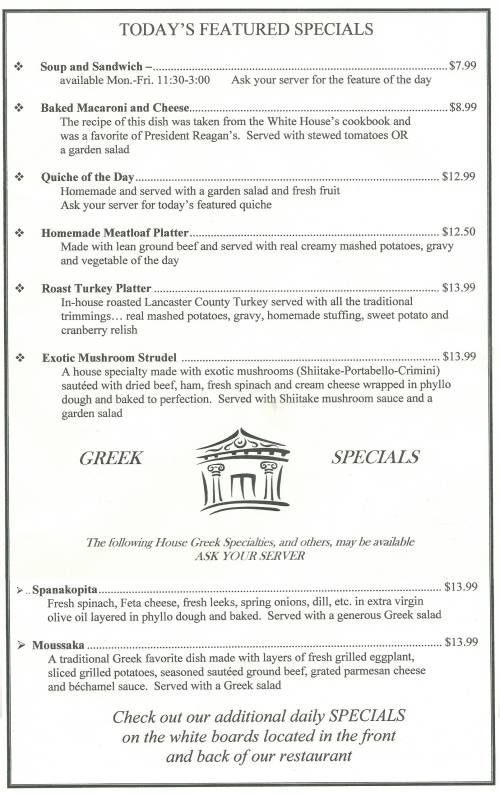 TODAY'S FEATURED SPECIALS
❖ Soup and Sandwich –.......................................................................... $7.99
available Mon.-Fri. 11:30-3:00 Ask your server for the feature of the day
❖ Baked Macaroni and Cheese................................................................. $8.99
The recipe of this dish was taken from the White House's cookbook and
was a favorite of President Reagan's. Served with stewed tomatoes OR
a garden salad
❖ Quiche of the Day.............................................................................. $12.99
Homemade and served with a garden salad and fresh fruit
Ask your server for today's featured quiche
❖ Homemade Meatloaf Platter................................................................ $12.50
Made with lean ground beef and served with real creamy mashed potatoes, gravy
and vegetable of the day
❖ Roast Turkey Platter .......................................................................... $13.99
In-house roasted Lancaster County Turkey served with all the traditional
trimmings… real mashed potatoes, gravy, homemade stuffing, sweet potato and
cranberry relish
❖ Exotic Mushroom Strudel ................................................................... $13.99
A house specialty made with exotic mushrooms (Shiitake-Portabello-Crimini)
sautéed with dried beef, ham, fresh spinach and cream cheese wrapped in phyllo
dough and baked to perfection. Served with Shiitake mushroom sauce and a
garden salad
GREEK SPECIALS
The following House Greek Specialties, and others, may be available
ASK YOUR SERVER
➢ ..Spanakopita....................................................................................... $13.99
Fresh spinach, Feta cheese, fresh leeks, spring onions, dill, etc. in extra virgin
olive oil layered in phyllo dough and baked. Served with a generous Greek salad
➢ Moussaka .......................................................................................... $13.99
A traditional Greek favorite dish made with layers of fresh grilled eggplant,
sliced grilled potatoes, seasoned sautéed ground beef, grated parmesan cheese
and béchamel sauce. Served with a Greek salad
Check out our additional daily SPECIALS
on the white boards located in the front
and back of our restaurant